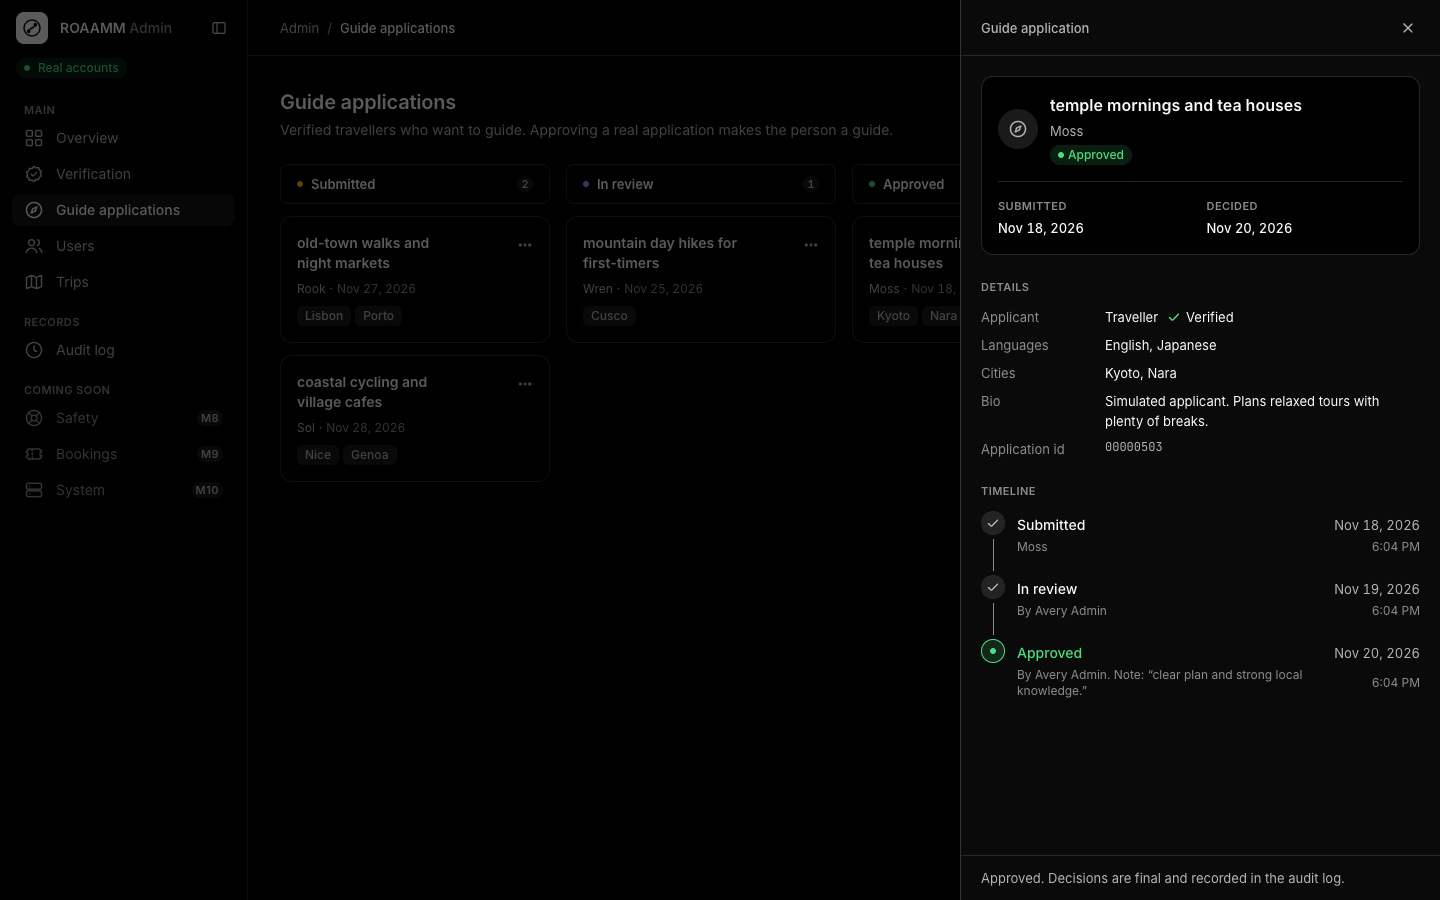 ROAAMM Admin
Real accounts
MAIN
Overview
Verification
Guide applications
Users
Trips
RECORDS
Audit log
COMING SOON
Safety M8
Bookings M9
System M10
Admin / Guide applications
Guide applications
Verified travellers who want to guide. Approving a real application makes the person a guide.
Submitted 2
old-town walks and
night markets
Rook · Nov 27, 2026
Lisbon Porto
coastal cycling and
village cafes
Sol · Nov 28, 2026
Nice Genoa
In review 1
mountain day hikes for
first-timers
Wren · Nov 25, 2026
Cusco
Approved
temple mornin
tea houses
Moss · Nov 18,
Kyoto Nara
Guide application
temple mornings and tea houses
Moss
Approved
SUBMITTED DECIDED
Nov 18, 2026 Nov 20, 2026
DETAILS
Applicant Traveller Verified
Languages English, Japanese
Cities Kyoto, Nara
Bio Simulated applicant. Plans relaxed tours with
plenty of breaks.
Application id 00000503
TIMELINE
Submitted Nov 18, 2026
Moss 6:04 PM
In review Nov 19, 2026
By Avery Admin 6:04 PM
Approved Nov 20, 2026
By Avery Admin. Note: “clear plan and strong local
knowledge.” 6:04 PM
Approved. Decisions are final and recorded in the audit log.